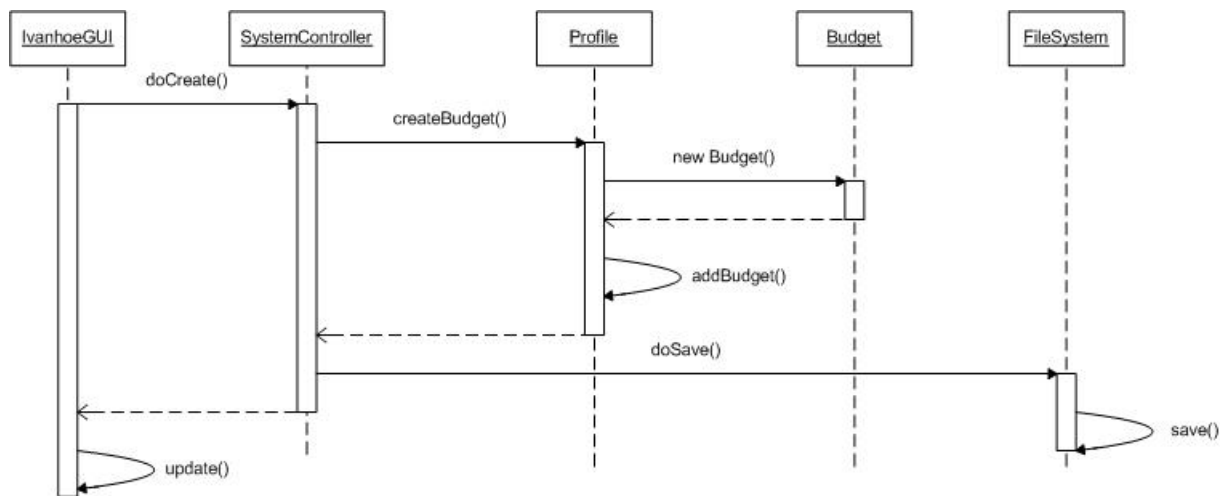 IvanhoeGUI
SystemController
Profile
Budget
FileSystem
doCreate()
createBudget()
new Budget()
addBudget()
doSave()
save()
update()